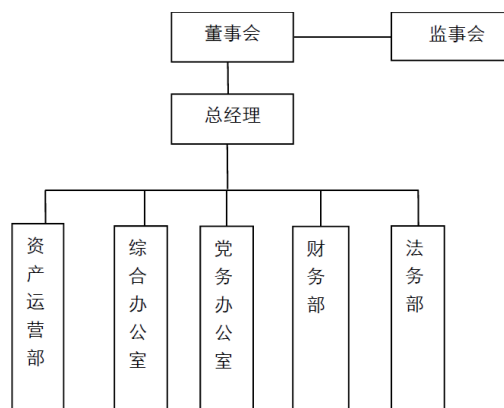 董事会
监事会
总经理
资产运营部
综合办公室
党务办公室
财务部
法务部